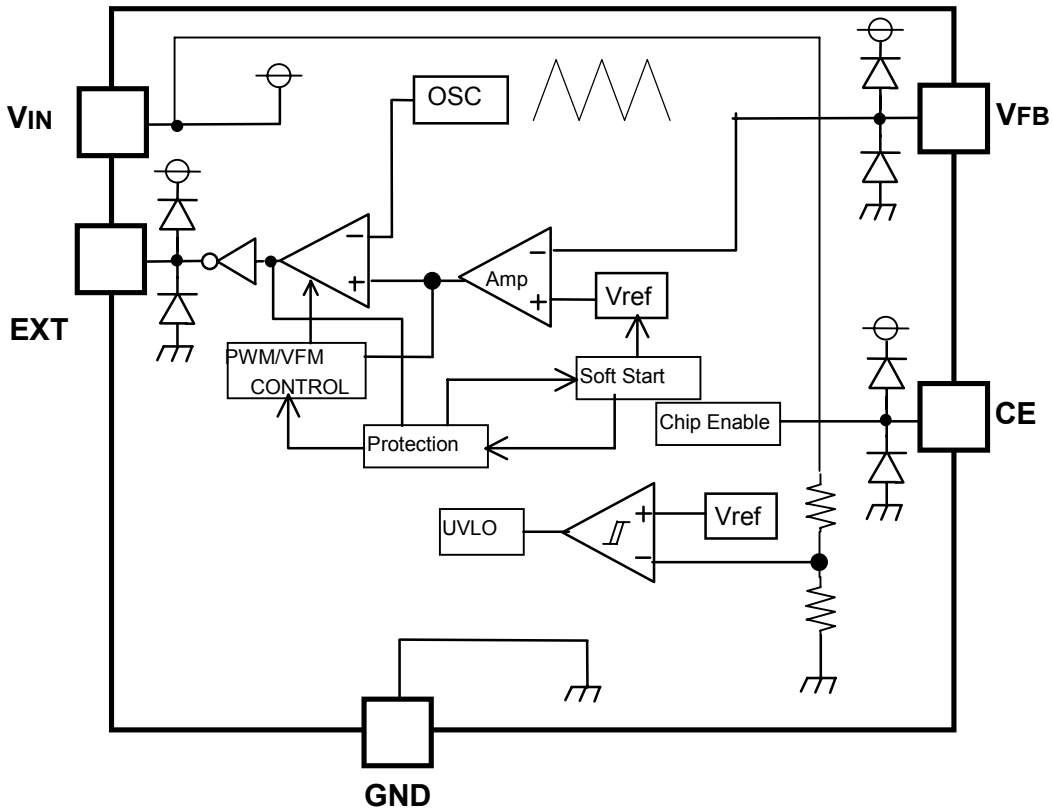 OSC
VIN
VFB
EXT
Amp
−
+
−
+
Vref
PWM/VFM
CONTROL
Soft Start
Chip Enable
CE
Protection
UVLO
+
−
Vref
GND